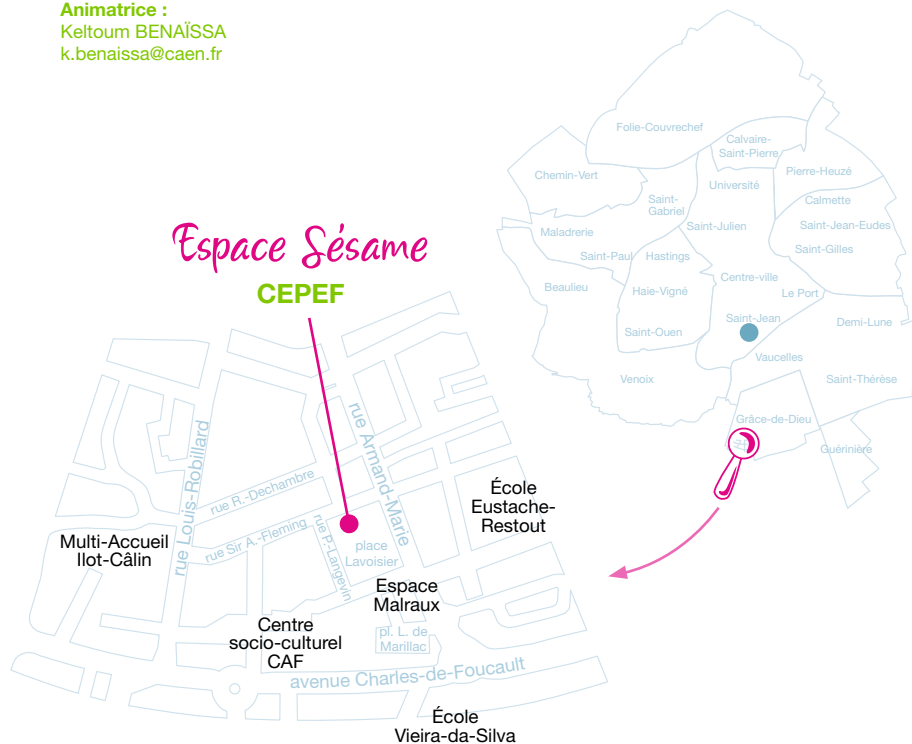 Animatrice :
Keltoum BENAÏSSA
k.benaissa@caen.fr
Folie-Couvrechef
Calvaire-
Saint-Pierre
Chemin-Vert
Pierre-Heuzé
Université
Saint-
Gabriel
Calmette
Saint-Julien
Saint-Jean-Eudes
Maladrerie
Saint-Gilles
Saint-Paul
Hastings
Centre-ville
Beaulieu
Haie-Vigné
Le Port
Saint-Jean
Demi-Lune
Saint-Ouen
Vaucelles
Venoix
Saint-Thérèse
Grâce-de-Dieu
Guérinière
Espace Sésame
CEPEF
rue Louis-Robillard
rue Armand-Marie
rue R.-Dechambre
rue Sir A.-Fleming
rue P.-Langevin
place
Lavoisier
École
Eustache-
Restout
Multi-Accueil
Ilot-Câlin
Espace
Malraux
Centre
socio-culturel
CAF
pl. L. de
Marillac
avenue Charles-de-Foucault
École
Vieira-da-Silva